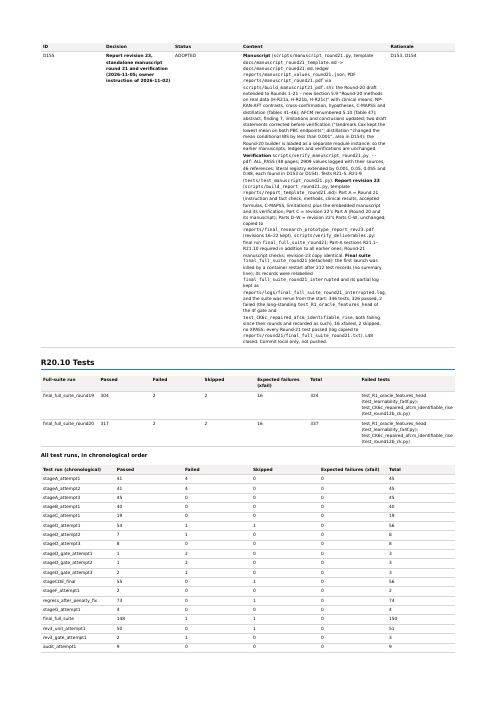 ID Decision Status Content Rationale
D155 Report revision 23, ADOPTED Manuscript (scripts/manuscript_round21.py, template D153, D154
standalone manuscript docs/manuscript_round21_template.md ->
round 21 and verification docs/manuscript_round21.md, ledger
(2026-11-05; owner reports/manuscript_values_round21.json, PDF
instruction of 2026-11-02) reports/manuscript_round21.pdf via
scripts/build_manuscript21_pdf.sh): the Round-20 draft
extended to Rounds 1-21 – new Section 5.9 "Round-20 methods
on real data (H-R21a, H-R21b, H-R21c)" with clinical means, NP-
RAN-AFT contrasts, cross-confirmation, hypotheses, C-MAPSS and
distillation (Tables 41–46); AFCM renumbered 5.10 (Table 47);
abstract, finding 7, limitations and conclusions updated; two draft
statements corrected before verification ("landmark Cox kept the
lowest mean on both PBC endpoints"; distillation "changed the
mean conditional IBS by less than 0.001", also in D154); the
Round-20 builder is loaded as a separate module instance, so the
earlier manuscripts, ledgers and verifications are unchanged.
Verification scripts/verify_manuscript_round21.py --
pdf: ALL_PASS (48 pages; 2909 values logged with their sources, 46
references; literal registry extended by 0.001, 0.05, 0.055 and
0.88, each found in D153 or D154). Tests R21-5..R21-9
(tests/test_manuscript_round21.py). Report revision 23
(scripts/build_report_round21.py, template
reports/report_round21_template.md): Part A = Round 21
(instruction and fact check, methods, clinical results, accepted
formulas, C-MAPSS, limitations) plus the embedded manuscript
and its verification; Part C = revision 22's Part A (Round 20 and
its manuscript); Parts D–W = revision 22's Parts C–V, unchanged;
copied to
reports/final_research_prototype_report_rev23.pdf
(revisions 16–22 kept). scripts/verify_deliverables.py:
final run final_full_suite_round21; Part-A sections R21.1–
R21.10 required in addition to all earlier ones; Round-21
manuscript checks; revision-23 copy identical. Final suite
final_full_suite_round21 (detached): the first launch was
killed by a container restart after 212 test records (no summary
line); its records were relabelled
final_full_suite_round21_interrupted and its partial log
kept as
reports/logs/final_full_suite_round21_interrupted.log,
and the suite was rerun from the start: 346 tests, 326 passed, 2
failed (the long-standing test_R1_oracle_features_head of
the 4f gate and
test_CK6c_repaired_afcm_identifiable_rise, both failing
since their rounds and recorded as such), 16 xfailed, 2 skipped,
no XPASS; every Round-21 test passed (log copied to
reports/round21/final_full_suite_round21.txt). L48
closed. Commit local only, not pushed.
R20.10 Tests
Full-suite run Passed Failed Skipped Expected failures (xfail) Total Failed tests
final_full_suite_round19 304 2 2 16 324 test_R1_oracle_features_head
(test_learnability_fastf.py);
test_CK6c_repaired_afcm_identifiable_rise
(test_round12b_ck.py)
final_full_suite_round20 317 2 2 16 337 test_R1_oracle_features_head
(test_learnability_fastf.py);
test_CK6c_repaired_afcm_identifiable_rise
(test_round12b_ck.py)
All test runs, in chronological order
Test run (chronological) Passed Failed Skipped Expected failures (xfail) Total
stageA_attempt1 41 4 0 0 45
stageA_attempt2 41 4 0 0 45
stageA_attempt3 45 0 0 0 45
stageB_attempt1 40 0 0 0 40
stageC_attempt1 19 0 0 0 19
stageD_attempt1 54 1 1 0 56
stageD_attempt2 7 1 0 0 8
stageD_attempt3 8 0 0 0 8
stageD_gate_attempt1 1 2 0 0 3
stageD_gate_attempt2 1 2 0 0 3
stageD_gate_attempt3 2 1 0 0 3
stageCDE_final 55 0 1 0 56
stageF_attempt1 2 0 0 0 2
regress_after_penalty_fix 73 0 1 0 74
stageG_attempt1 4 0 0 0 4
final_full_suite 148 1 1 0 150
rev3_unit_attempt1 50 0 1 0 51
rev3_gate_attempt1 2 1 0 0 3
audit_attempt1 9 0 0 0 9